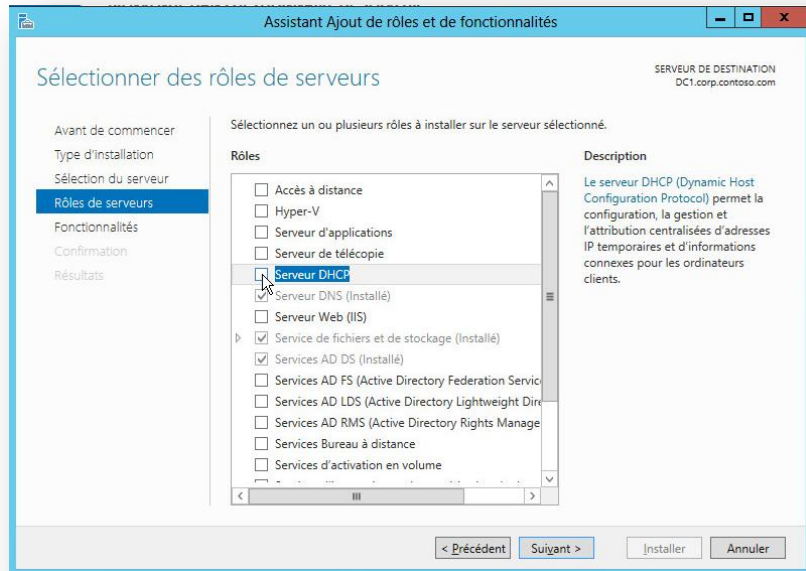 Assistant Ajout de rôles et de fonctionnalités
Sélectionner des rôles de serveurs
SERVEUR DE DESTINATION
DC1.corp.contoso.com
Avant de commencer
Type d'installation
Sélection du serveur
Rôles de serveurs
Fonctionnalités
Confirmation
Résultats
Sélectionnez un ou plusieurs rôles à installer sur le serveur sélectionné.
Rôles
Accès à distance
Hyper-V
Serveur d'applications
Serveur de télécopie
Serveur DHCP
Serveur DNS (Installé)
Serveur Web (IIS)
Service de fichiers et de stockage (Installé)
Services AD DS (Installé)
Services AD FS (Active Directory Federation Servic
Services AD LDS (Active Directory Lightweight Dire
Services AD RMS (Active Directory Rights Manage
Services Bureau à distance
Services d'activation en volume
Description
Le serveur DHCP (Dynamic Host
Configuration Protocol) permet la
configuration, la gestion et
l'attribution centralisées d'adresses
IP temporaires et d'informations
connexes pour les ordinateurs
clients.
< Précédent
Suivant >
Installer
Annuler